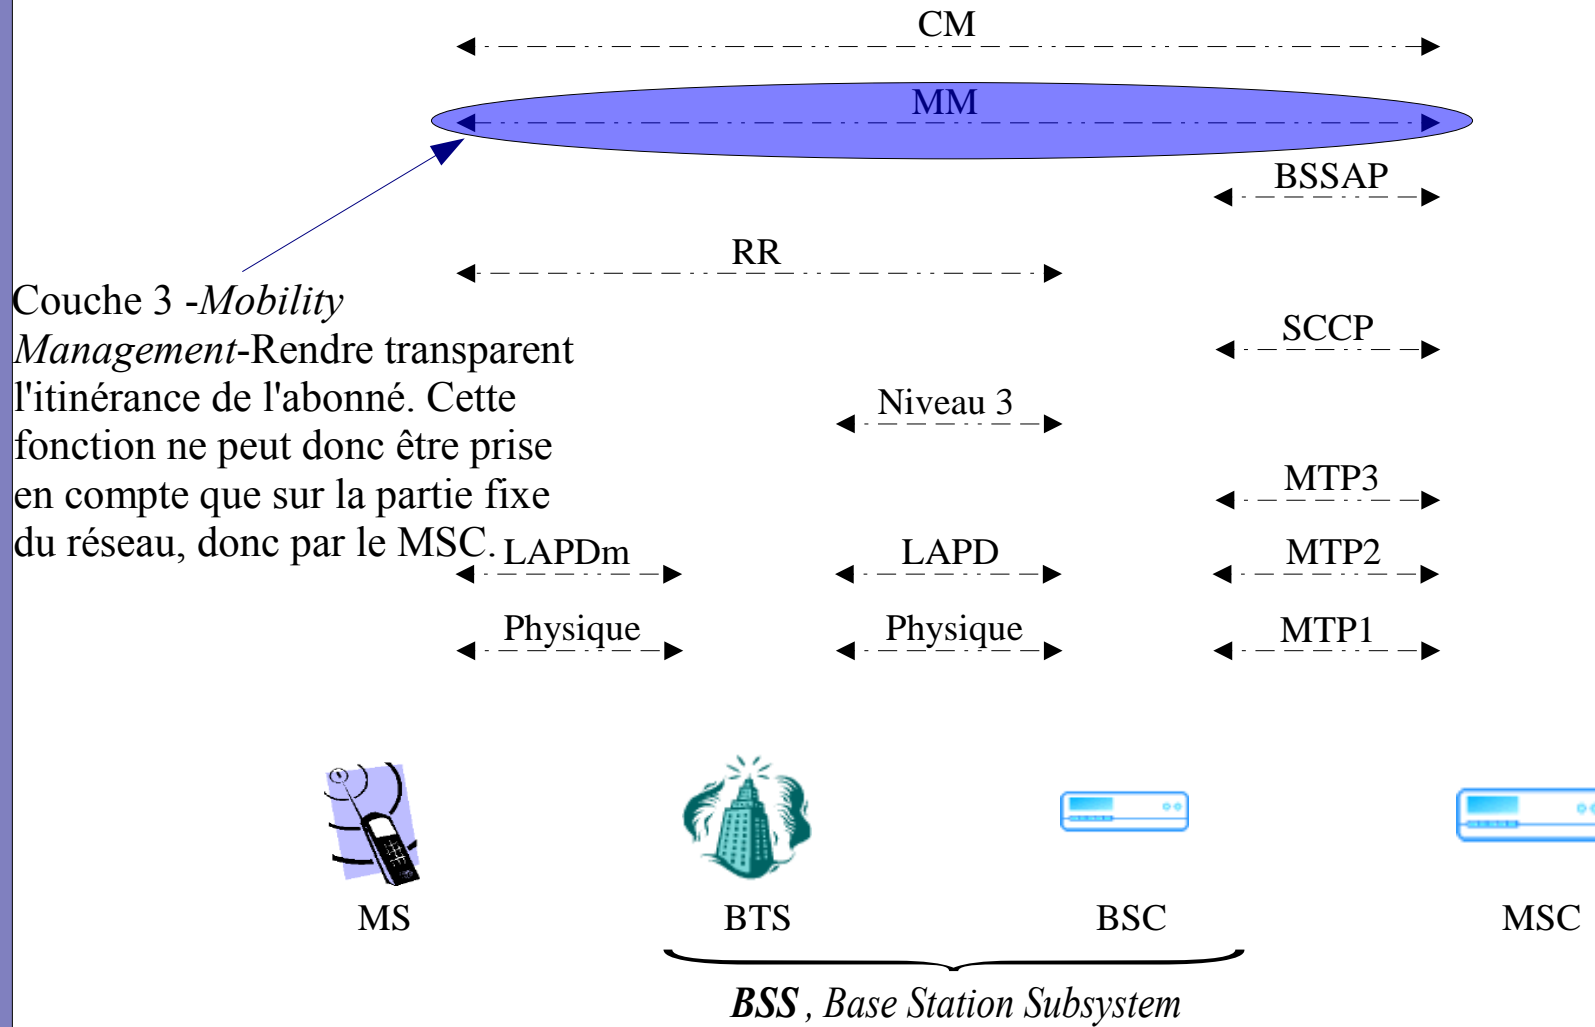 CM
MM
BSSAP
RR
Couche 3 -Mobility
Management-Rendre transparent
l'itinérance de l'abonné. Cette
fonction ne peut donc être prise
en compte que sur la partie fixe
du réseau, donc par le MSC.
SCCP
Niveau 3
MTP3
LAPDm LAPD MTP2
Physique Physique MTP1
MS BTS BSC MSC
BSS , Base Station Subsystem